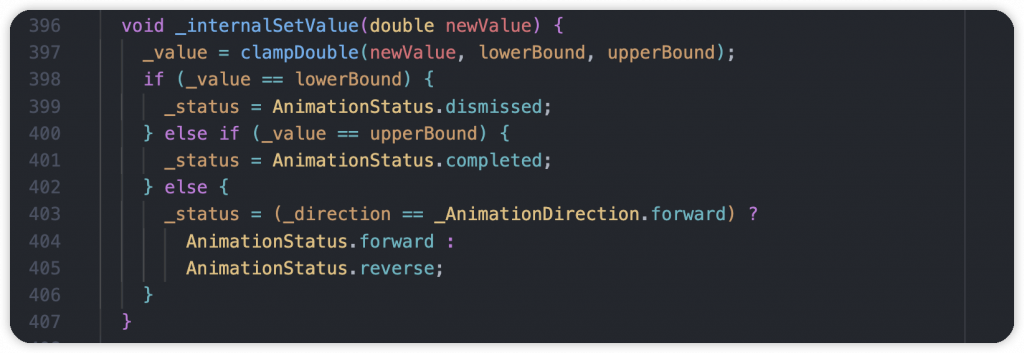 396 void _internalSetValue(double newValue) {
397 _value = clampDouble(newValue, lowerBound, upperBound);
398 if (_value == lowerBound) {
399 _status = AnimationStatus.dismissed;
400 } else if (_value == upperBound) {
401 _status = AnimationStatus.completed;
402 } else {
403 _status = (_direction == _AnimationDirection.forward) ?
404 AnimationStatus.forward :
405 AnimationStatus.reverse;
406 }
407 }